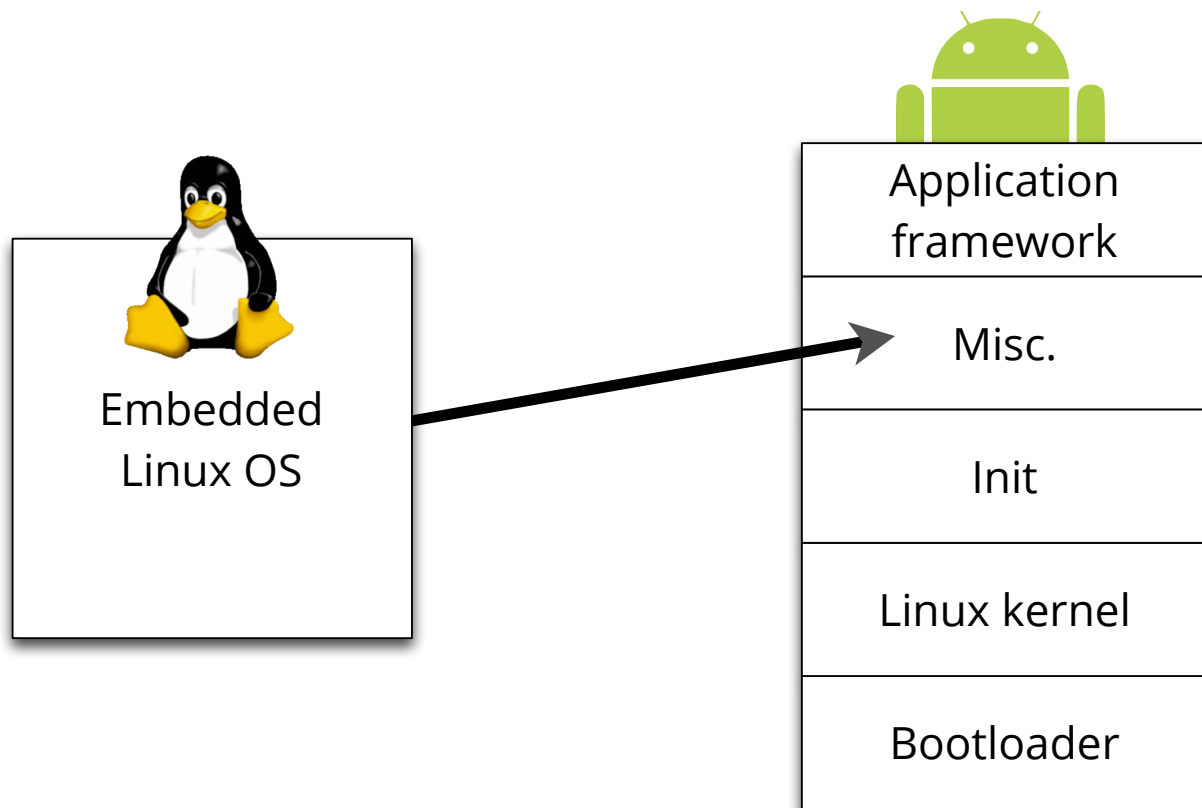 Embedded
Linux OS
Application
framework
Misc.
Init
Linux kernel
Bootloader